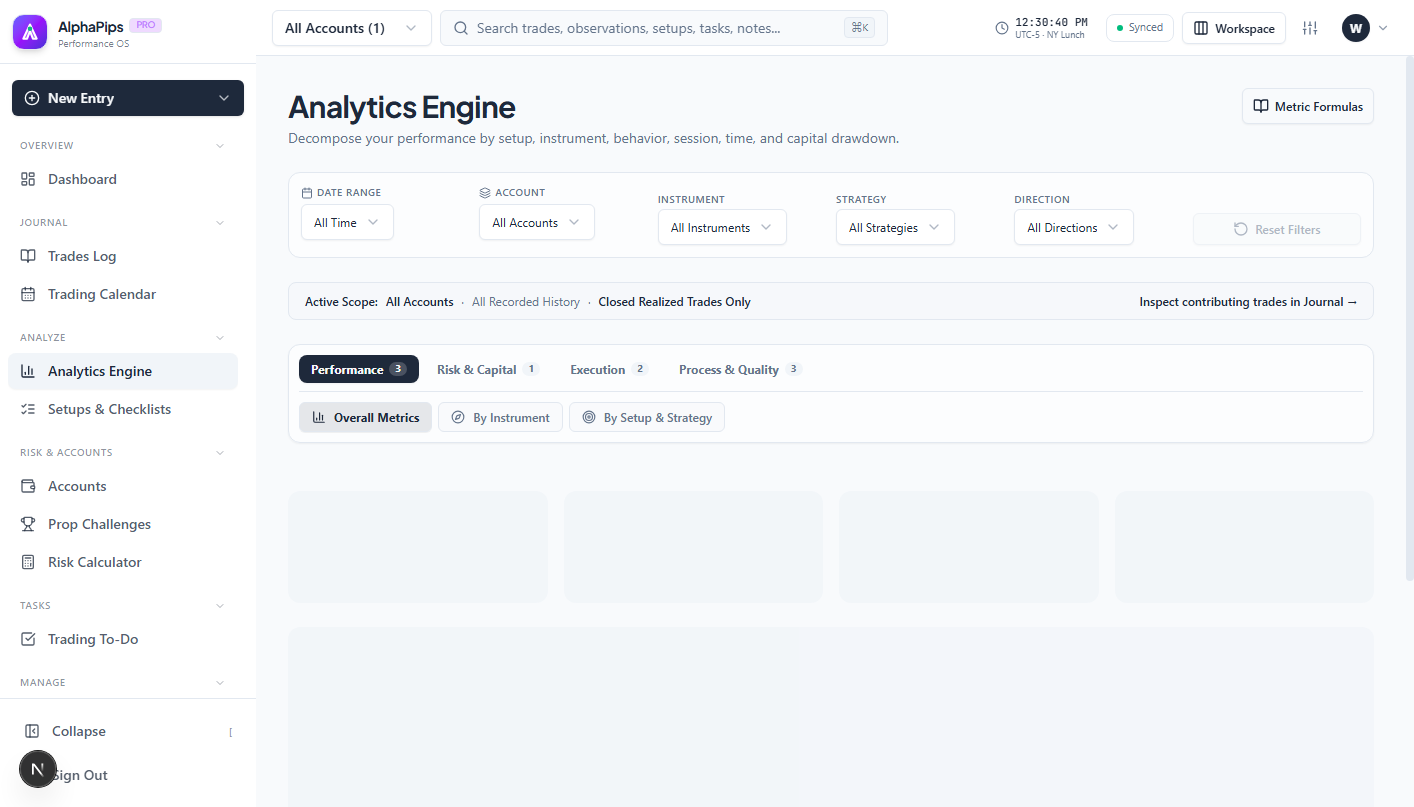 AlphaPips PRO
Performance OS
All Accounts (1)
Search trades, observations, setups, tasks, notes...
⌘K
12:30:40 PM
UTC-5 · NY Lunch
Synced
Workspace
W
New Entry
OVERVIEW
Dashboard
JOURNAL
Trades Log
Trading Calendar
ANALYZE
Analytics Engine
Setups & Checklists
RISK & ACCOUNTS
Accounts
Prop Challenges
Risk Calculator
TASKS
Trading To-Do
MANAGE
Collapse [
N
Sign Out
Analytics Engine
Metric Formulas
Decompose your performance by setup, instrument, behavior, session, time, and capital drawdown.
DATE RANGE
All Time
ACCOUNT
All Accounts
INSTRUMENT
All Instruments
STRATEGY
All Strategies
DIRECTION
All Directions
Reset Filters
Active Scope: All Accounts · All Recorded History · Closed Realized Trades Only
Inspect contributing trades in Journal →
Performance 3
Risk & Capital 1
Execution 2
Process & Quality 3
Overall Metrics
By Instrument
By Setup & Strategy